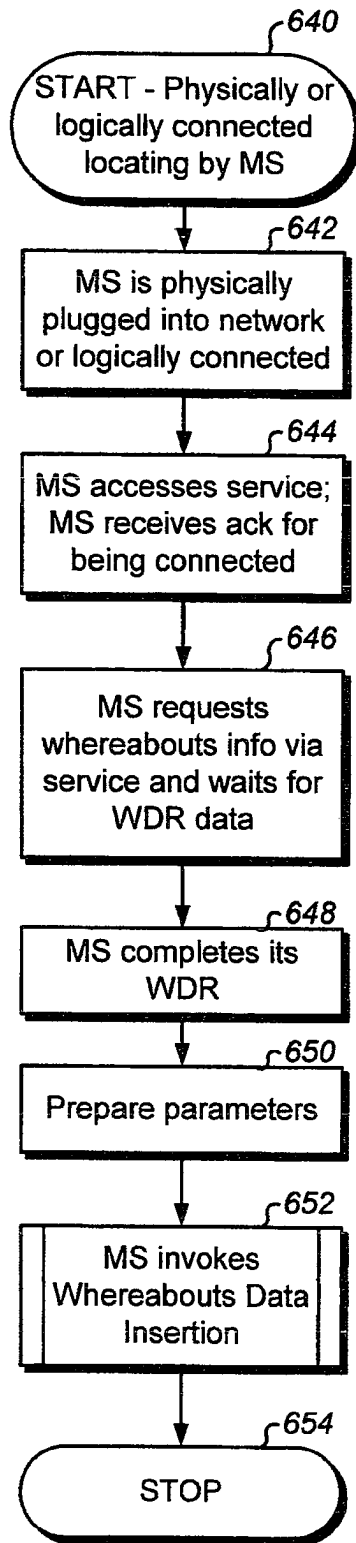 640
START - Physically or
logically connected
locating by MS
642
MS is physically
plugged into network
or logically connected
644
MS accesses service;
MS receives ack for
being connected
646
MS requests
whereabouts info via
service and waits for
WDR data
648
MS completes its
WDR
650
Prepare parameters
652
MS invokes
Whereabouts Data
Insertion
654
STOP